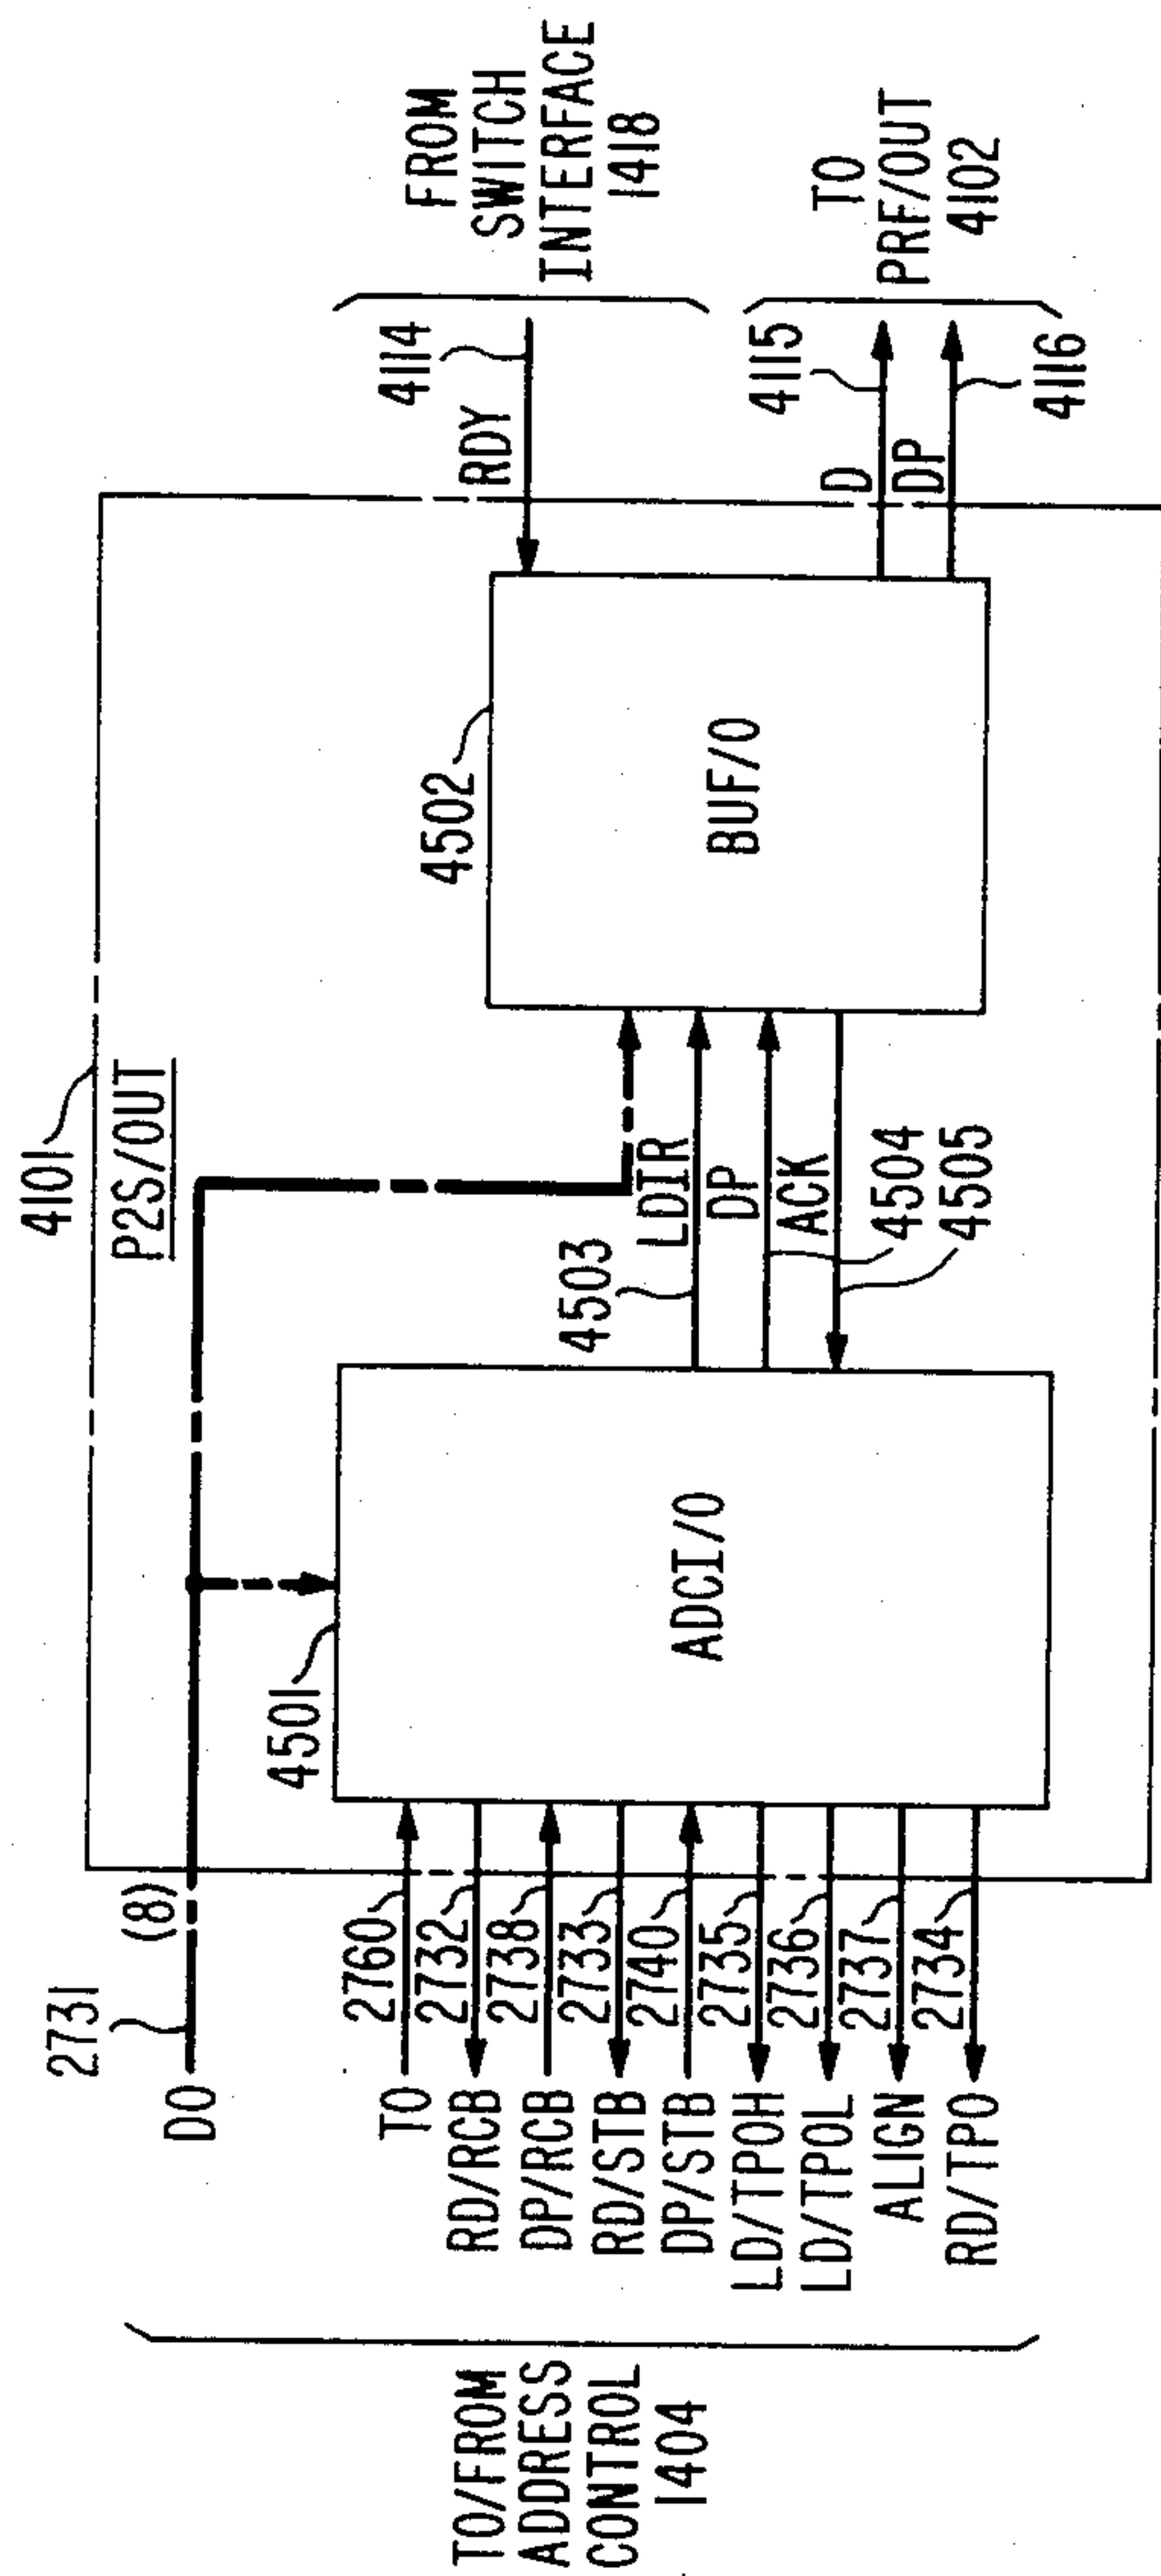 4101
P2S/OUT
2731
(8)
DO
TO/FROM
ADDRESS
CONTROL
1404
TO
2760
RD/RCB
2732
DP/RCB
2738
RD/STB
2733
DP/STB
2740
LD/TPOH
2735
LD/TPOL
2736
ALIGN
2737
RD/TPO
2734
4501
ADCI/O
4503
LDIR
DP
ACK
4504
4505
4502
BUF/O
RDY
4114
FROM
SWITCH
INTERFACE
1418
D
4115
DP
4116
TO
PRF/OUT
4102